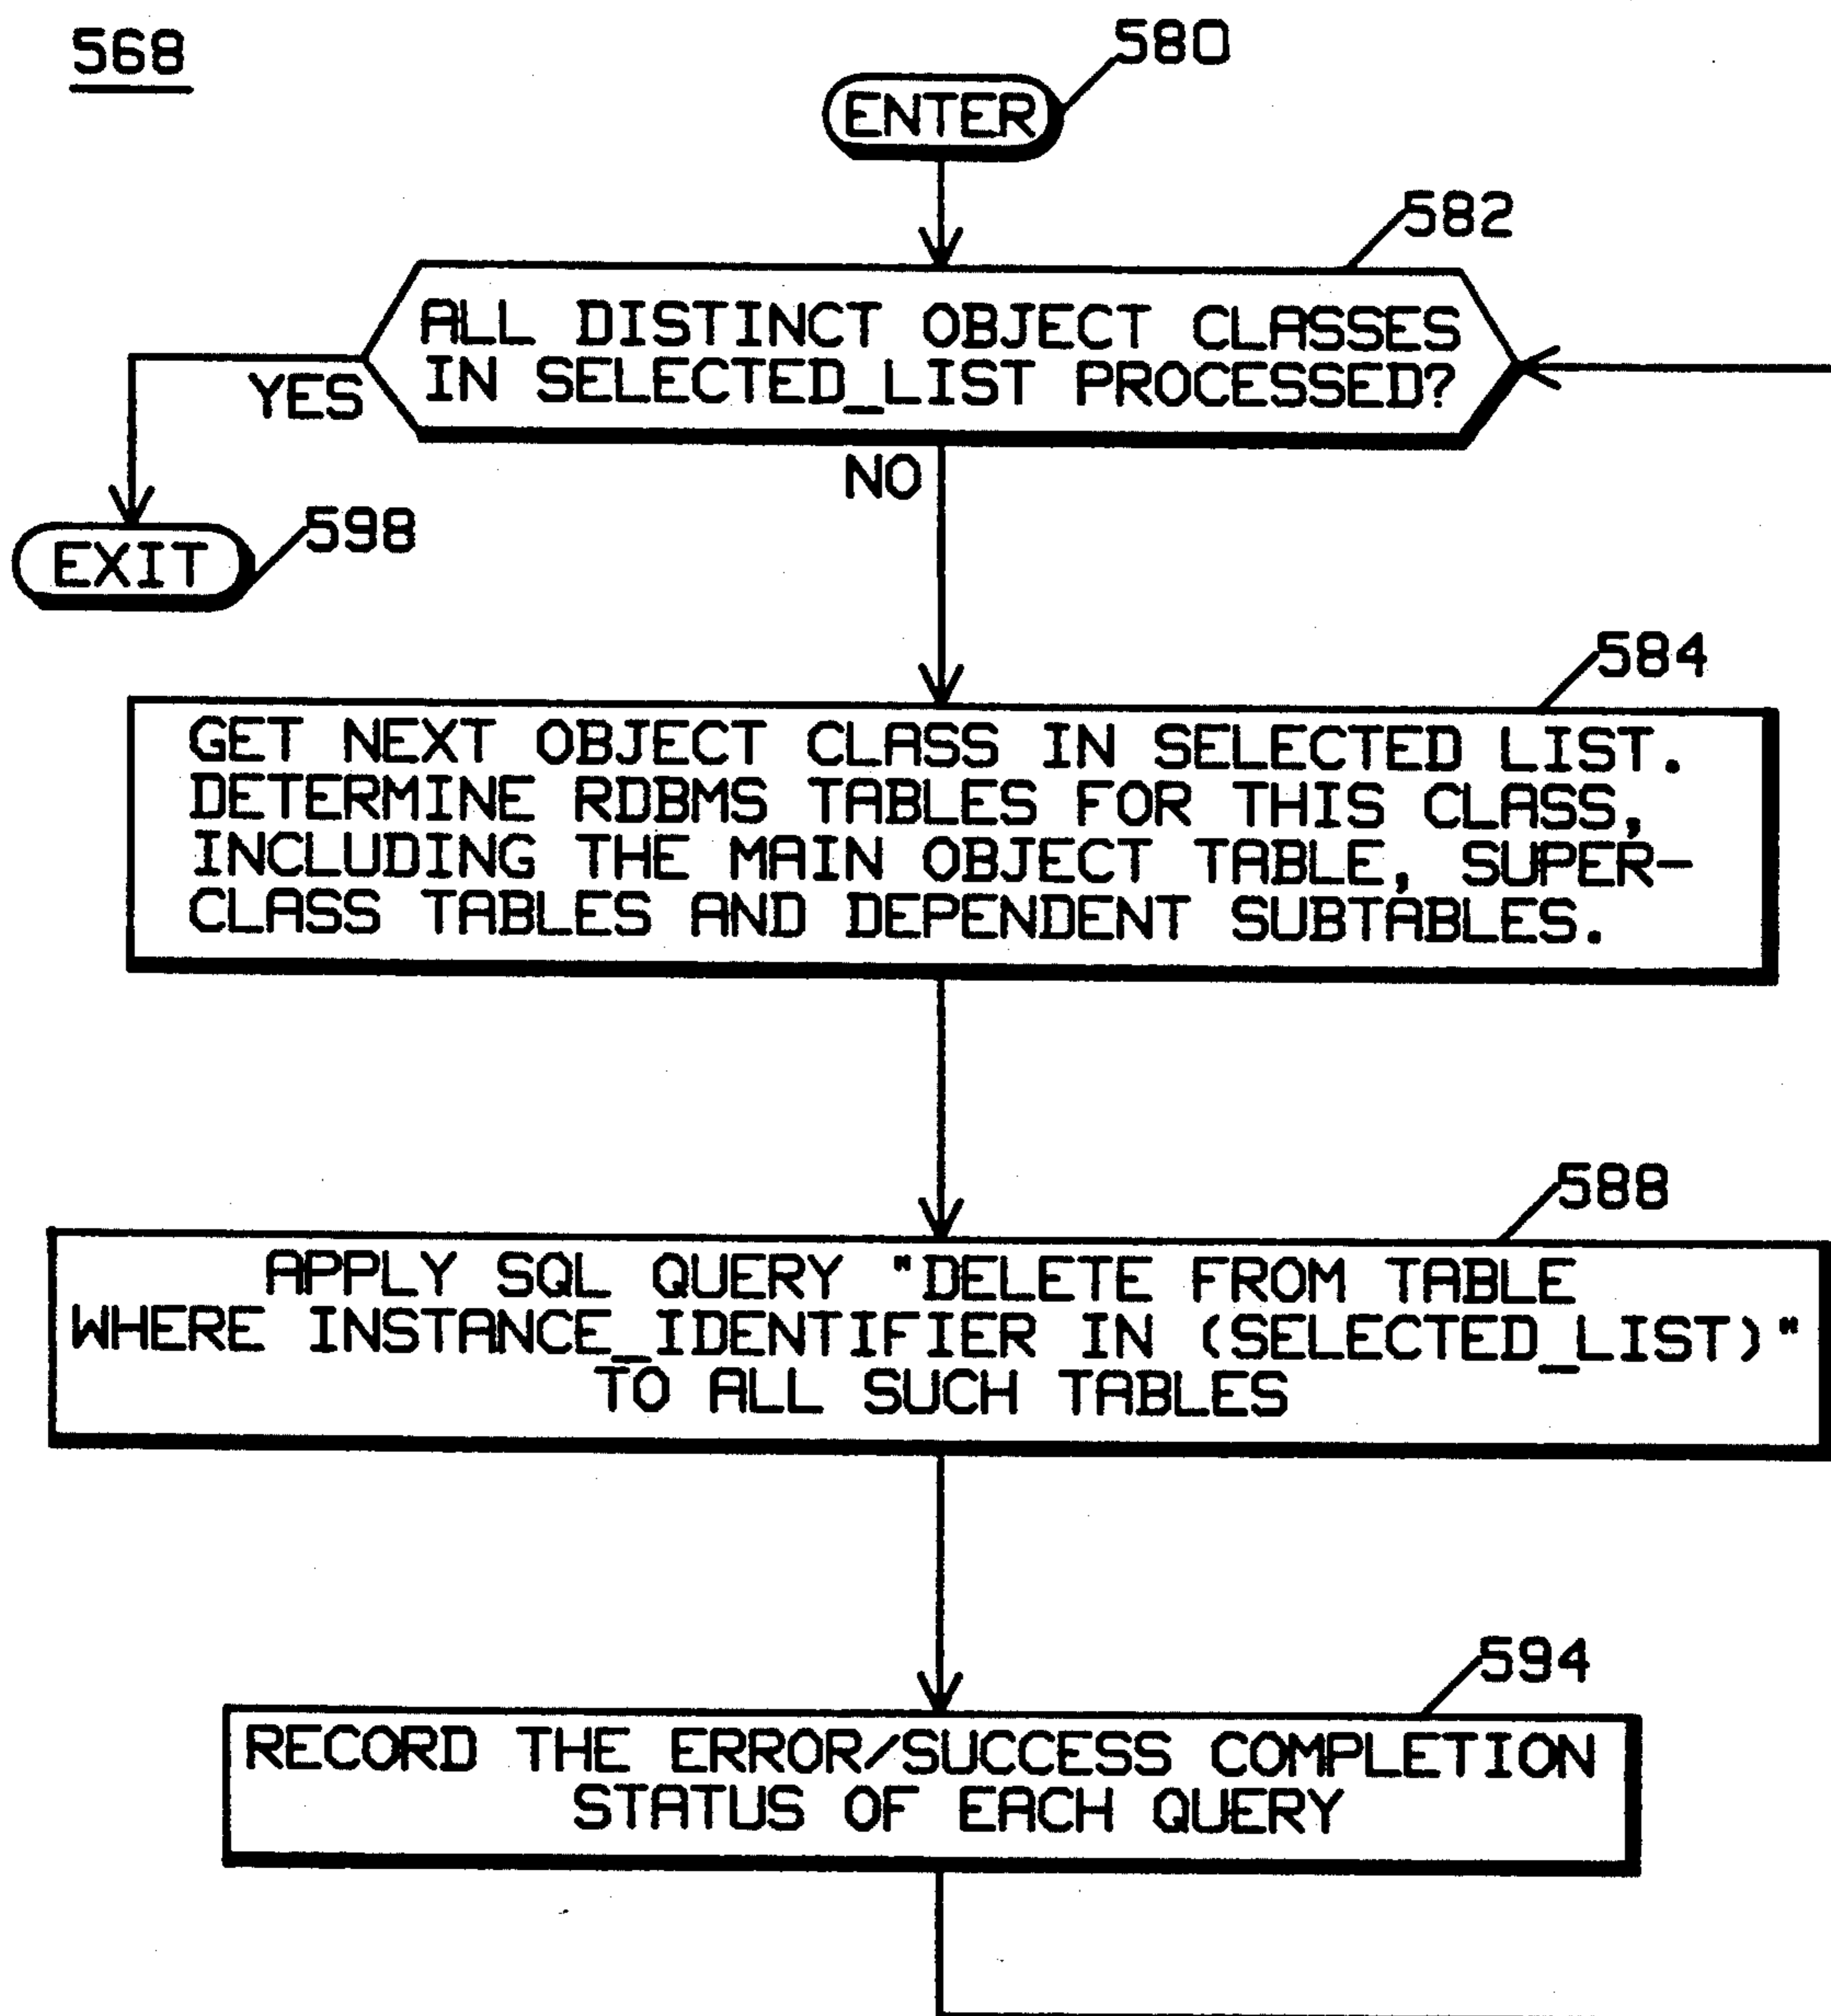 568
580
ENTER
582
ALL DISTINCT OBJECT CLASSES
IN SELECTED_LIST PROCESSED?
YES
NO
598
EXIT
584
GET NEXT OBJECT CLASS IN SELECTED LIST.
DETERMINE RDBMS TABLES FOR THIS CLASS,
INCLUDING THE MAIN OBJECT TABLE, SUPER-
CLASS TABLES AND DEPENDENT SUBTABLES.
588
APPLY SQL QUERY "DELETE FROM TABLE
WHERE INSTANCE_IDENTIFIER IN (SELECTED_LIST)"
TO ALL SUCH TABLES
594
RECORD THE ERROR/SUCCESS COMPLETION
STATUS OF EACH QUERY